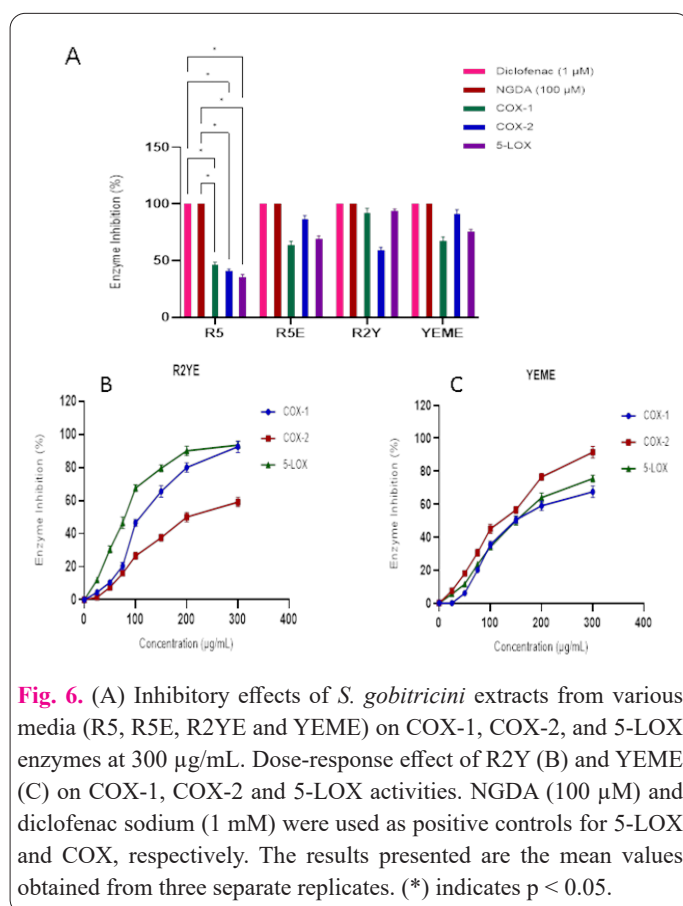 A
Diclofenac (1 µM)
NGDA (100 µM)
COX-1
COX-2
5-LOX
* * * * * *
Enzyme Inhibition (%)
150
100
50
0
R5 R5E R2Y YEME
B
R2YE
Enzyme Inhibition (%)
120
100
80
60
40
20
0
0 100 200 300 400
Concentration (µg/mL)
COX-1
COX-2
5-LOX
C
YEME
Enzyme Inhibition (%)
120
100
80
60
40
20
0
0 100 200 300 400
Concentration (µg/mL)
COX-1
COX-2
5-LOX
Fig. 6. (A) Inhibitory effects of S. gobitricini extracts from various
media (R5, R5E, R2YE and YEME) on COX-1, COX-2, and 5-LOX
enzymes at 300 µg/mL. Dose-response effect of R2Y (B) and YEME
(C) on COX-1, COX-2 and 5-LOX activities. NGDA (100 µM) and
diclofenac sodium (1 mM) were used as positive controls for 5-LOX
and COX, respectively. The results presented are the mean values
obtained from three separate replicates. (*) indicates p < 0.05.